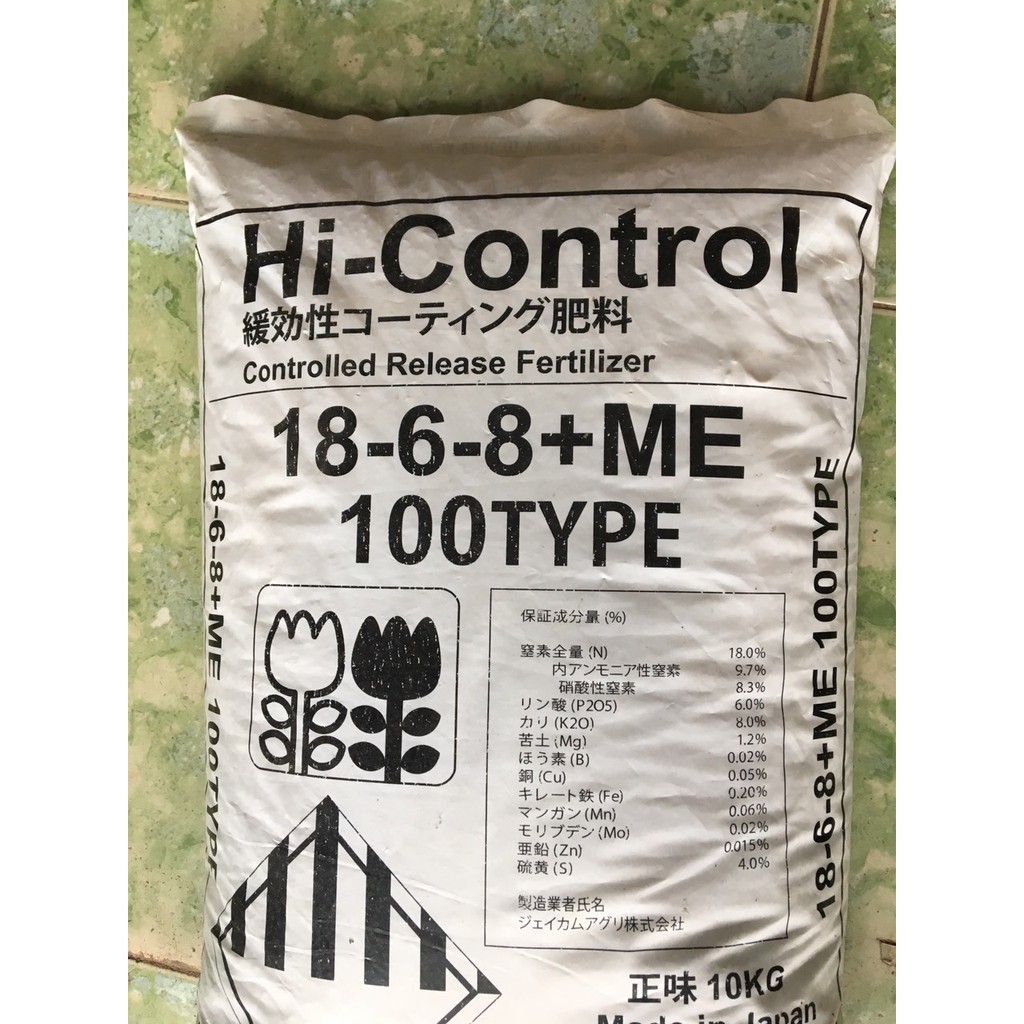 Hi-Control
緩効性コーティング肥料
Controlled Release Fertilizer
18-6-8+ME
100TYPE
18-6-8+ME 100TYPE
保証成分量 (%)
窒素全量 (N) 18.0%
内アンモニア性窒素 9.7%
硝酸性窒素 8.3%
リン酸 (P2O5) 6.0%
カリ (K2O) 8.0%
苦土 (Mg) 1.2%
ほう素 (B) 0.02%
銅 (Cu) 0.05%
キレート鉄 (Fe) 0.20%
マンガン (Mn) 0.06%
モリブデン (Mo) 0.02%
亜鉛 (Zn) 0.015%
硫黄 (S) 4.0%
製造業者氏名
ジェイカムアグリ株式会社
18-6-8+ME 100TYPE
正味 10KG
Made in Japan